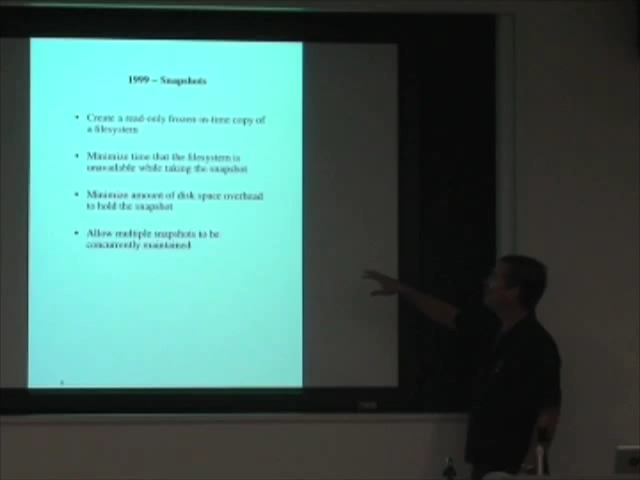 1999 – Snapshots
• Create a read-only frozen-in-time copy of
a filesystem
• Minimize time that the filesystem is
unavailable while taking the snapshot
• Minimize amount of disk space overhead
to hold the snapshot
• Allow multiple snapshots to be
concurrently maintained